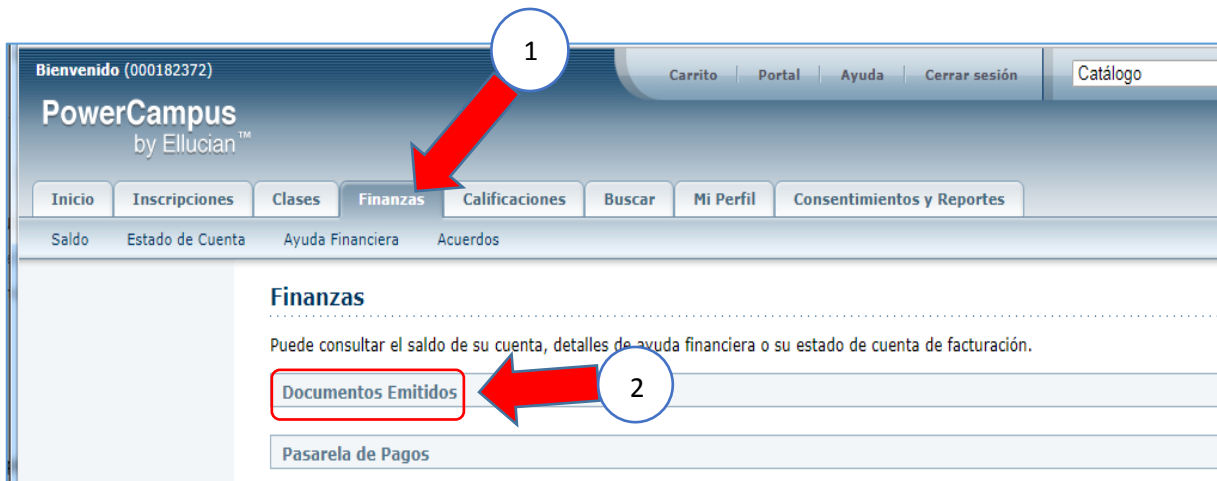 1
Bienvenido (000182372)
Carrito Portal Ayuda Cerrar sesión Catálogo
PowerCampus
by Ellucian™
Inicio Inscripciones Clases Finanzas Calificaciones Buscar Mi Perfil Consentimientos y Reportes
Saldo Estado de Cuenta Ayuda Financiera Acuerdos
Finanzas
Puede consultar el saldo de su cuenta, detalles de ayuda financiera o su estado de cuenta de facturación.
Documentos Emitidos
2
Pasarela de Pagos